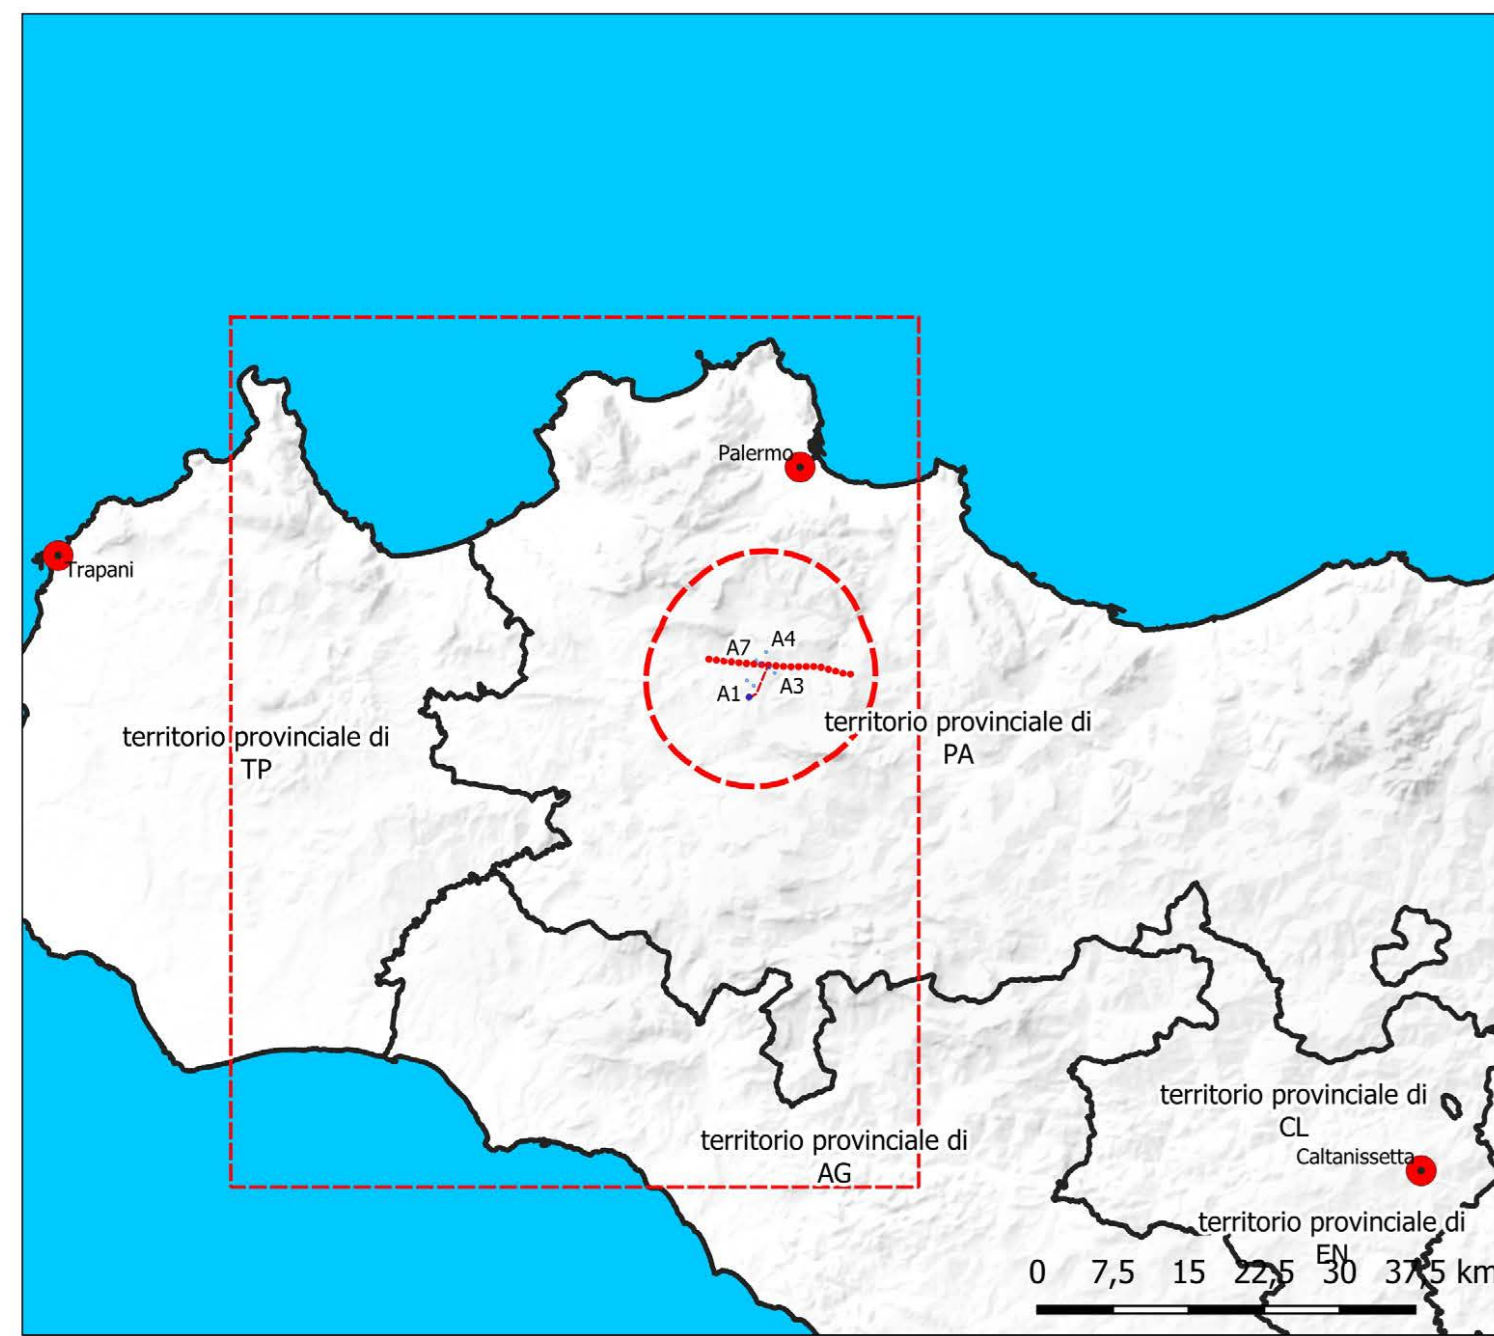 Palermo
Trapani
A4
A7
A1
A3
territorio provinciale di
PA
territorio provinciale di
TP
territorio provinciale di
CL
Caltanissetta
territorio provinciale di
AG
territorio provinciale di
EN
0 7,5 15 22,5 30 37,5 km